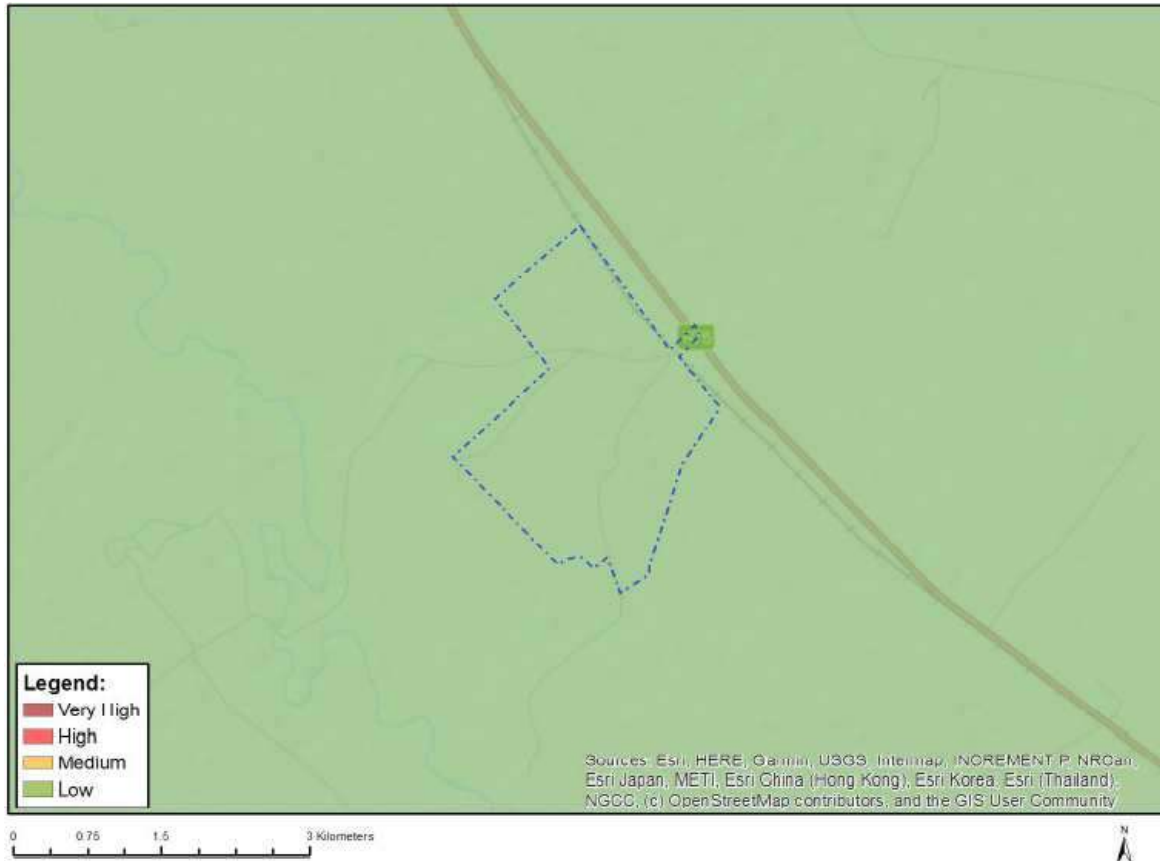 Legend:
Very High
High
Medium
Low
Sources: Esri, HERE, Garmin, USGS, Intermap, INCREMENT P, NRCan,
Esri Japan, METI, Esri China (Hong Kong), Esri Korea, Esri (Thailand),
NGCC, (c) OpenStreetMap contributors, and the GIS User Community
0 0.75 1.5 3 Kilometers
N